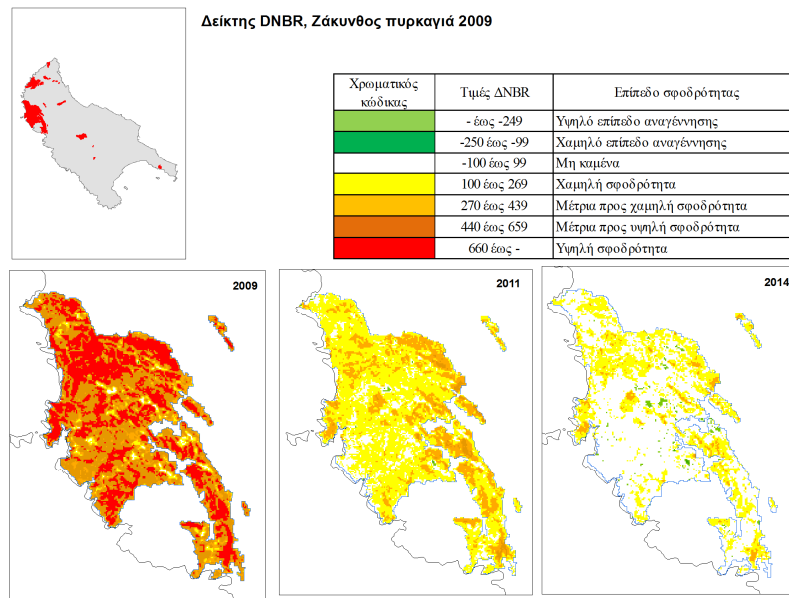 Δείκτης DNBR, Ζάκυνθος πυρκαγιά 2009
Χρωματικός κώδικας Τιμές ΔNBR Επίπεδο σφοδρότητας
- έως -249 Υψηλό επίπεδο αναγέννησης
-250 έως -99 Χαμηλό επίπεδο αναγέννησης
-100 έως 99 Μη καμένα
100 έως 269 Χαμηλή σφοδρότητα
270 έως 439 Μέτρια προς χαμηλή σφοδρότητα
440 έως 659 Μέτρια προς υψηλή σφοδρότητα
660 έως - Υψηλή σφοδρότητα
2009
2011
2014